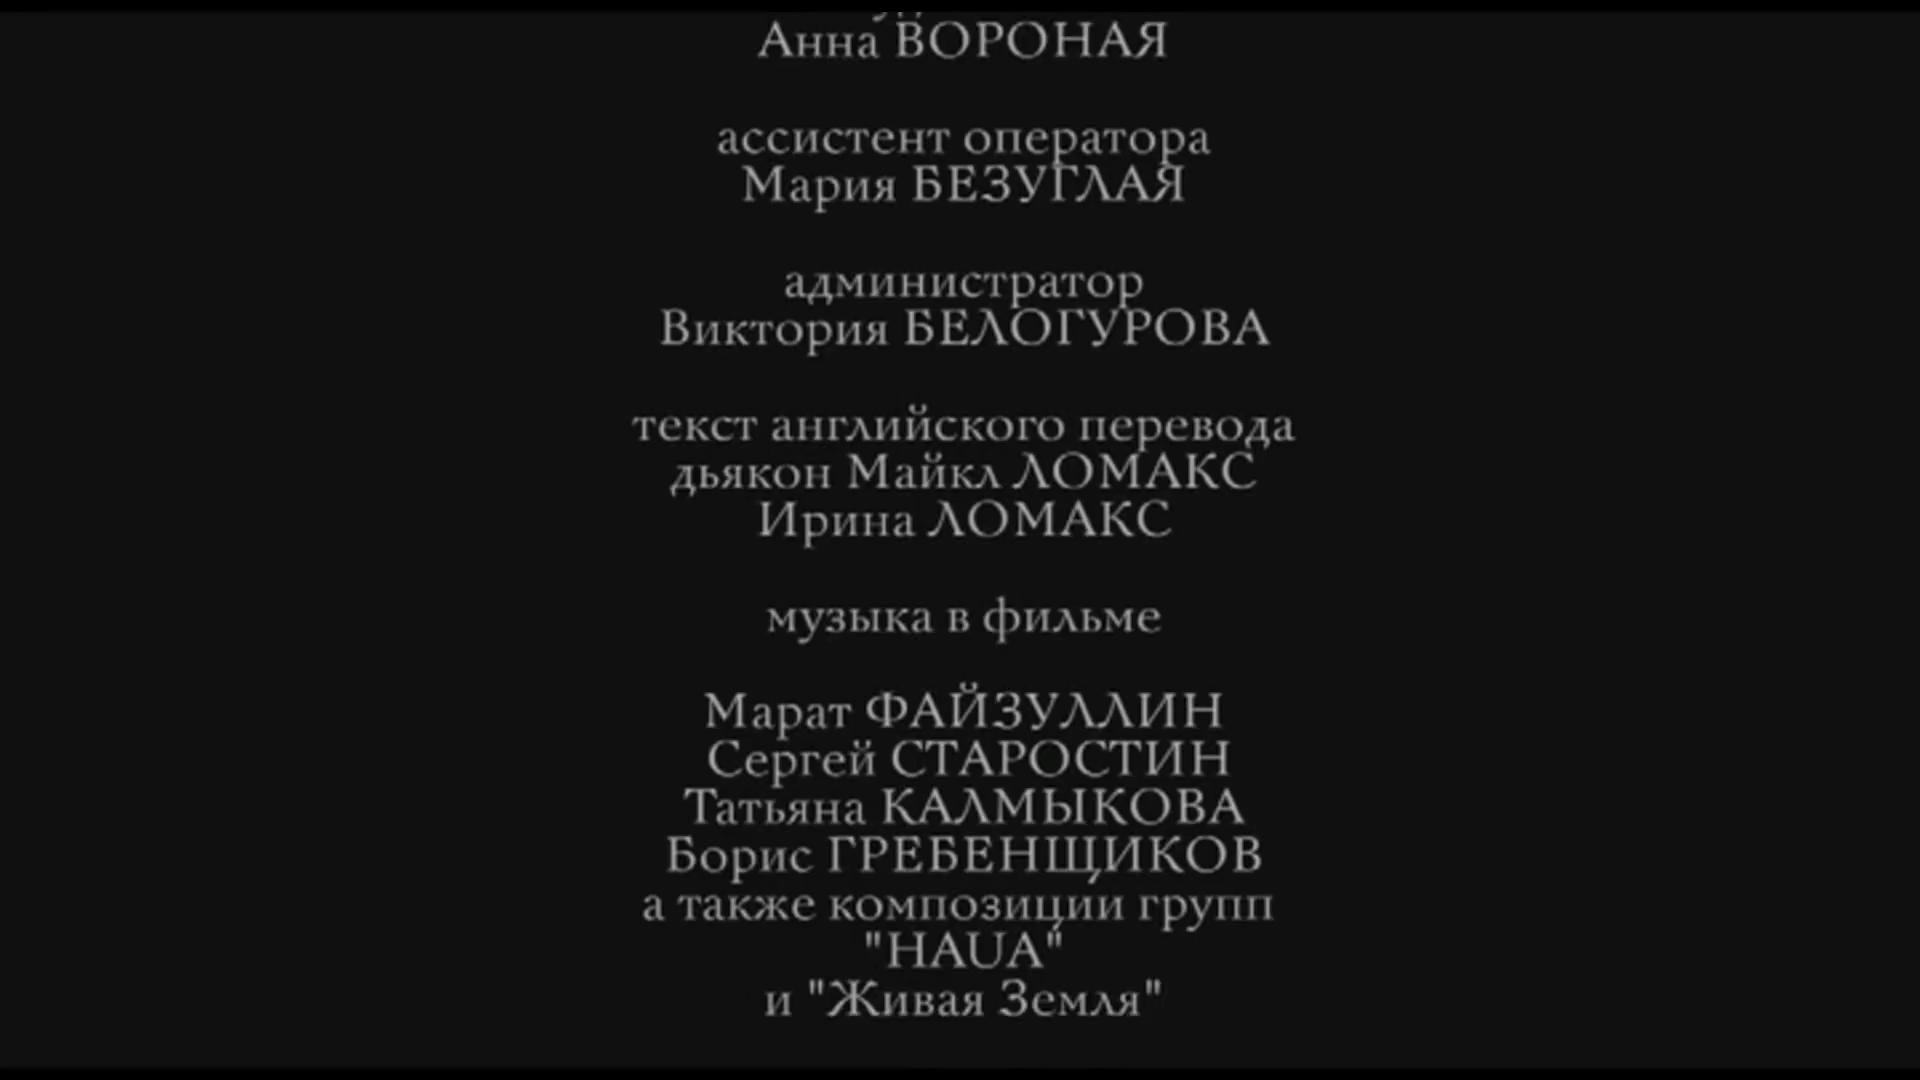 Анна ВОРОНАЯ
ассистент оператора
Мария БЕЗУГЛАЯ
администратор
Виктория БЕЛОГУРОВА
текст английского перевода
дьякон Майкл ЛОМАКС
Ирина ЛОМАКС
музыка в фильме
Марат ФАЙЗУЛЛИН
Сергей СТАРОСТИН
Татьяна КАЛМЫКОВА
Борис ГРЕБЕНЩИКОВ
а также композиции групп
"HAUA"
и "Живая Земля"